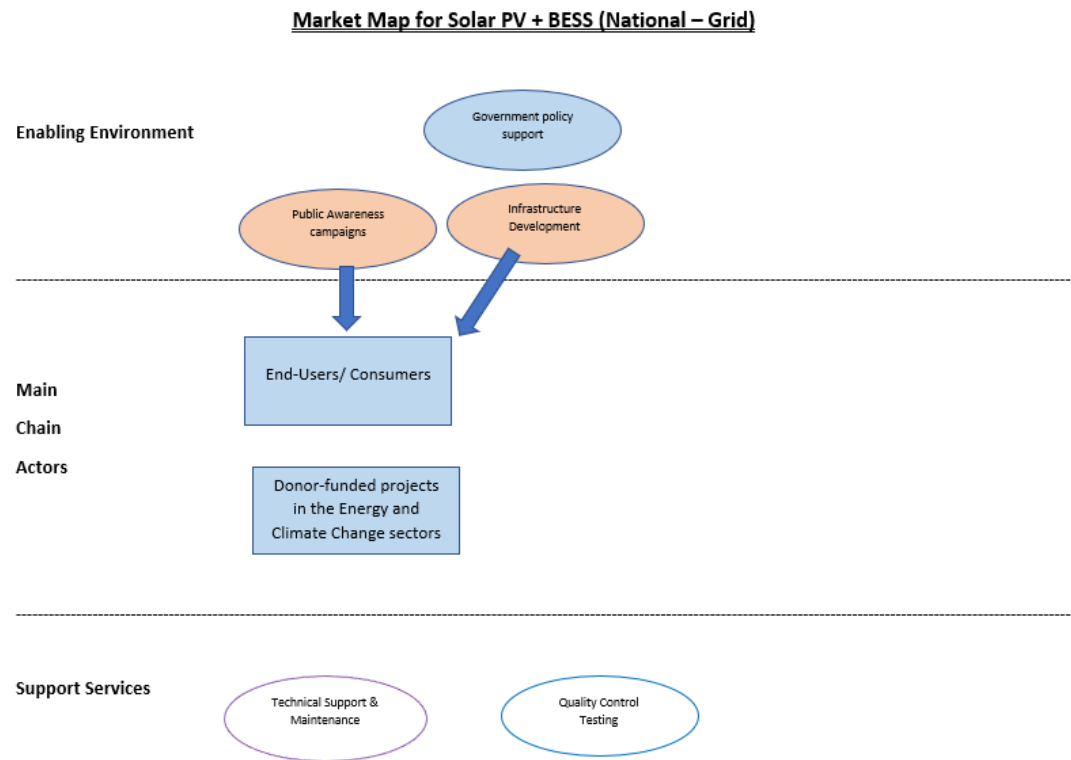 Market Map for Solar PV + BESS (National – Grid)
Enabling Environment
Government policy
support
Public Awareness
campaigns
Infrastructure
Development
Main
Chain
Actors
End-Users/ Consumers
Donor-funded projects
in the Energy and
Climate Change sectors
Support Services
Technical Support &
Maintenance
Quality Control
Testing